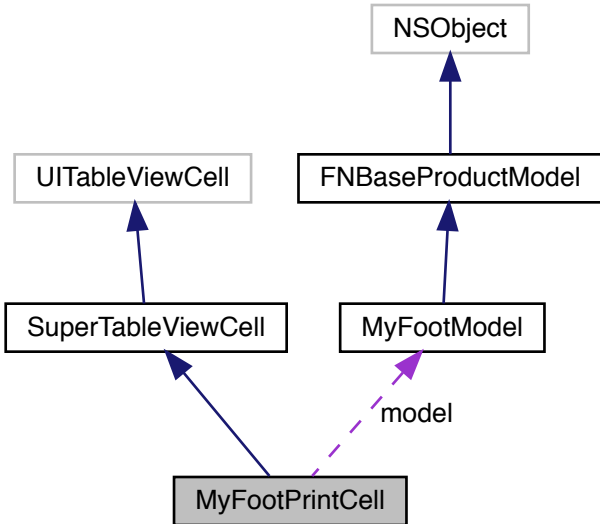 NSObject
UITableViewCell
FNBaseProductModel
SuperTableViewCell
MyFootModel
model
MyFootPrintCell